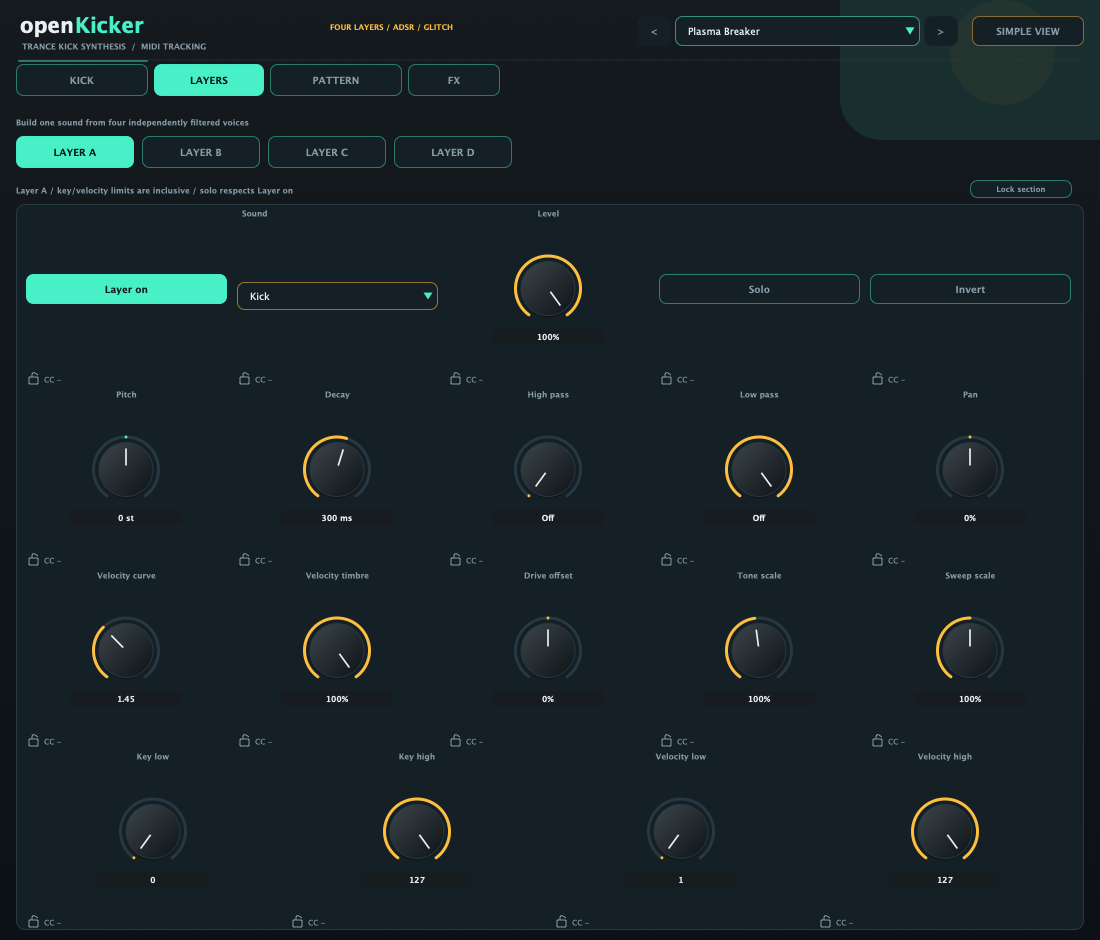 openKicker
FOUR LAYERS / ADSR / GLITCH
< Plasma Breaker > SIMPLE VIEW
TRANCE KICK SYNTHESIS / MIDI TRACKING
KICK LAYERS PATTERN FX
Build one sound from four independently filtered voices
LAYER A LAYER B LAYER C LAYER D
Layer A / key/velocity limits are inclusive / solo respects Layer on Lock section
Sound Level
Layer on Kick Solo Invert
100%
CC – CC – CC – CC – CC –
Pitch Decay High pass Low pass Pan
0 st 300 ms Off Off 0%
CC – CC – CC – CC – CC –
Velocity curve Velocity timbre Drive offset Tone scale Sweep scale
1.45 100% 0% 100% 100%
CC – CC – CC – CC – CC –
Key low Key high Velocity low Velocity high
0 127 1 127
CC – CC – CC – CC –